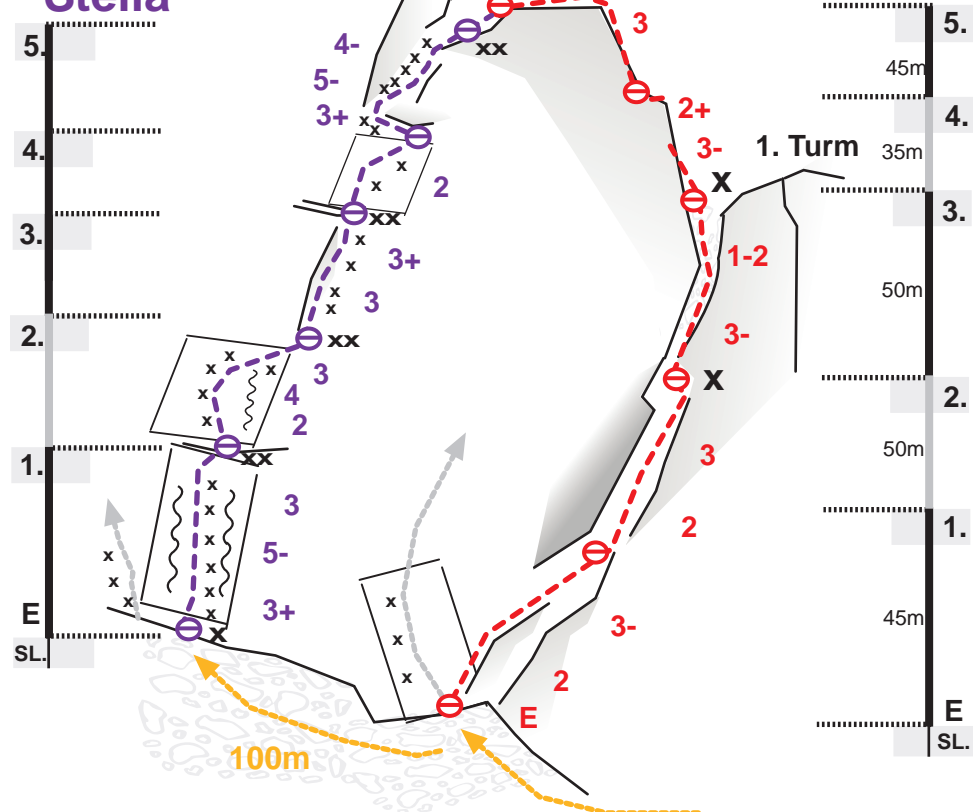 Stella
5.
4-
xx
3
5.
5-
45m
3+
2+
4.
4.
3-
1. Turm
35m
2
x
xx
3.
3.
3+
1-2
3
50m
2.
xx
3-
3
x
4
2.
2
1.
xx
3
50m
3
2
1.
5-
E
3+
45m
SL.
x
3-
2
E
E
100m
SL.